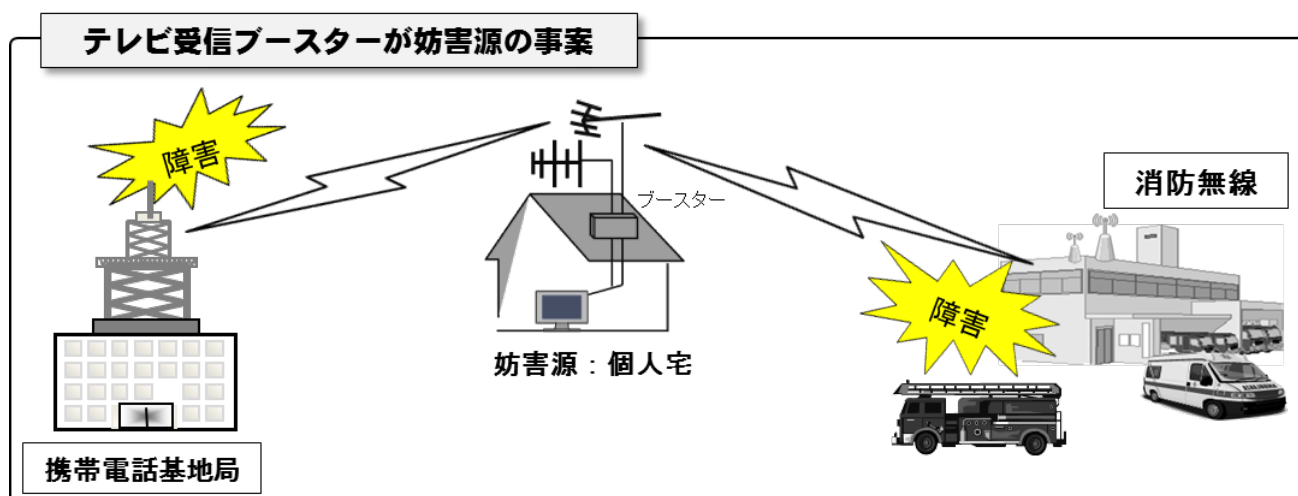 テレビ受信ブースターが妨害源の事案
障害
ブースター
消防無線
障害
妨害源：個人宅
携帯電話基地局